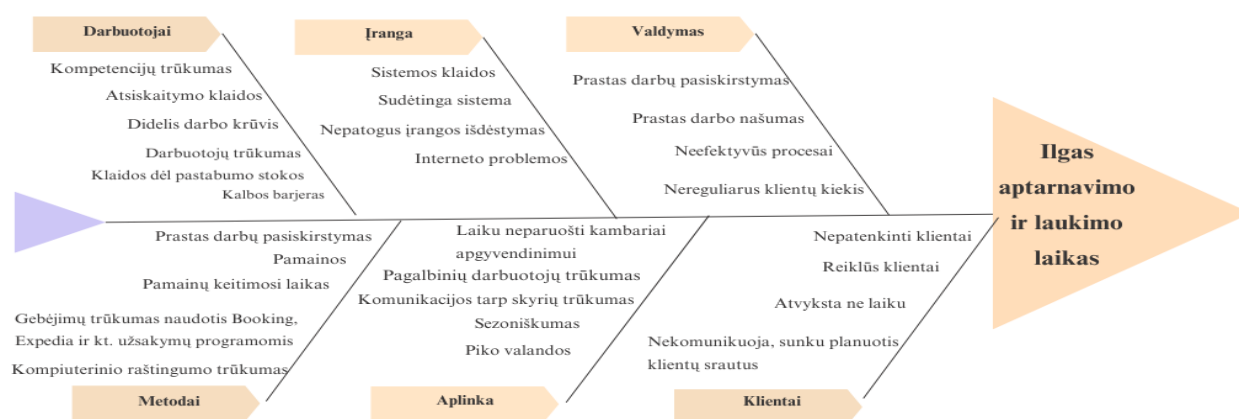 Darbuotojai
Kompetencijų trūkumas
Atsiskaitymo klaidos
Didelis darbo krūvis
Darbuotojų trūkumas
Klaidos dėl pastabumo stokos
Kalbos barjeras
Įranga
Sistemos klaidos
Sudėtinga sistema
Nepatogus įrangos išdėstymas
Interneto problemos
Valdymas
Prastas darbų pasiskirstymas
Prastas darbo našumas
Neefektyvūs procesai
Nereguliarus klientų kiekis
Ilgas
aptarnavimo
ir laukimo
laikas
Prastas darbų pasiskirstymas
Pamainos
Pamainų keitimosi laikas
Gebėjimų trūkumas naudotis Booking,
Expedia ir kt. užsakymų programomis
Kompiuterinio raštingumo trūkumas
Metodai
Laiku neparuošti kambariai
apgyvendinimui
Pagalbinių darbuotojų trūkumas
Komunikacijos tarp skyrių trūkumas
Sezoniškumas
Piko valandos
Aplinka
Nepatenkinti klientai
Reiklūs klientai
Atvyksta ne laiku
Nekomunikuoja, sunku planuotis
klientų srautus
Klientai